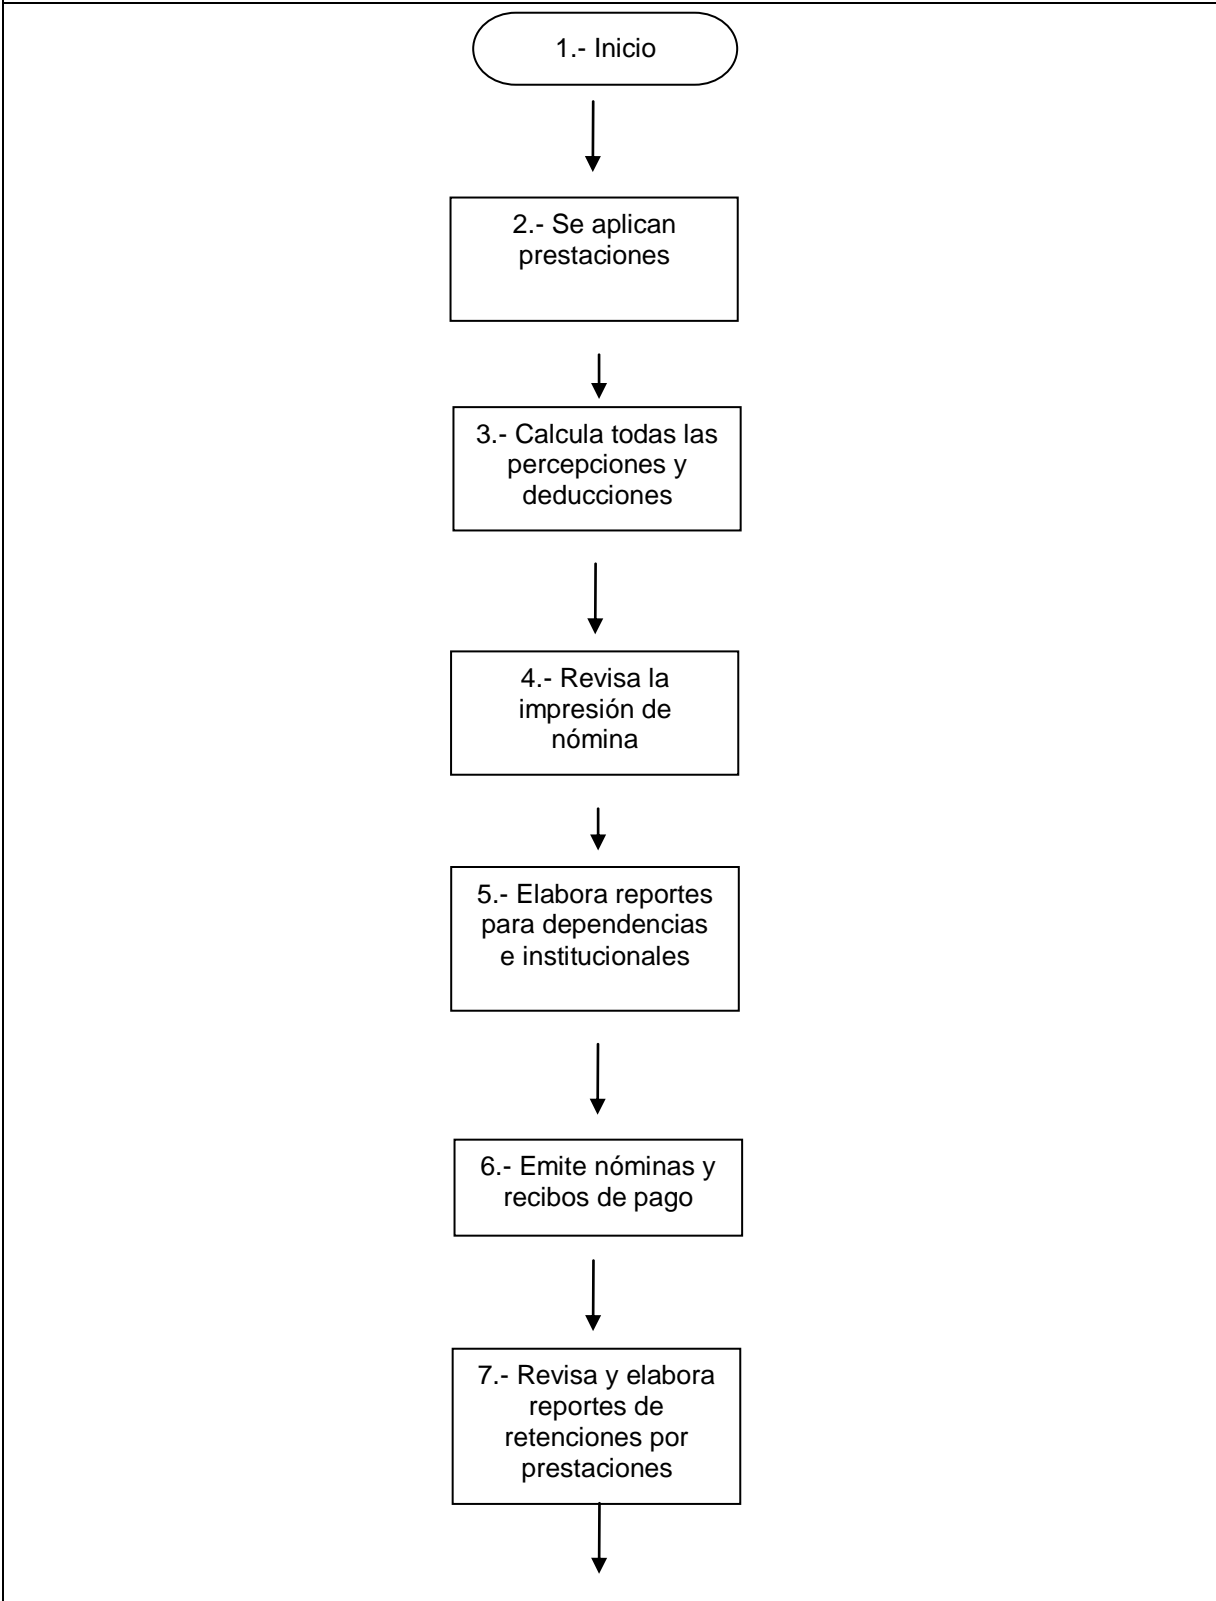 1.- Inicio
2.- Se aplican
prestaciones
3.- Calcula todas las
percepciones y
deducciones
4.- Revisa la
impresión de
nómina
5.- Elabora reportes
para dependencias
e institucionales
6.- Emite nóminas y
recibos de pago
7.- Revisa y elabora
reportes de
retenciones por
prestaciones